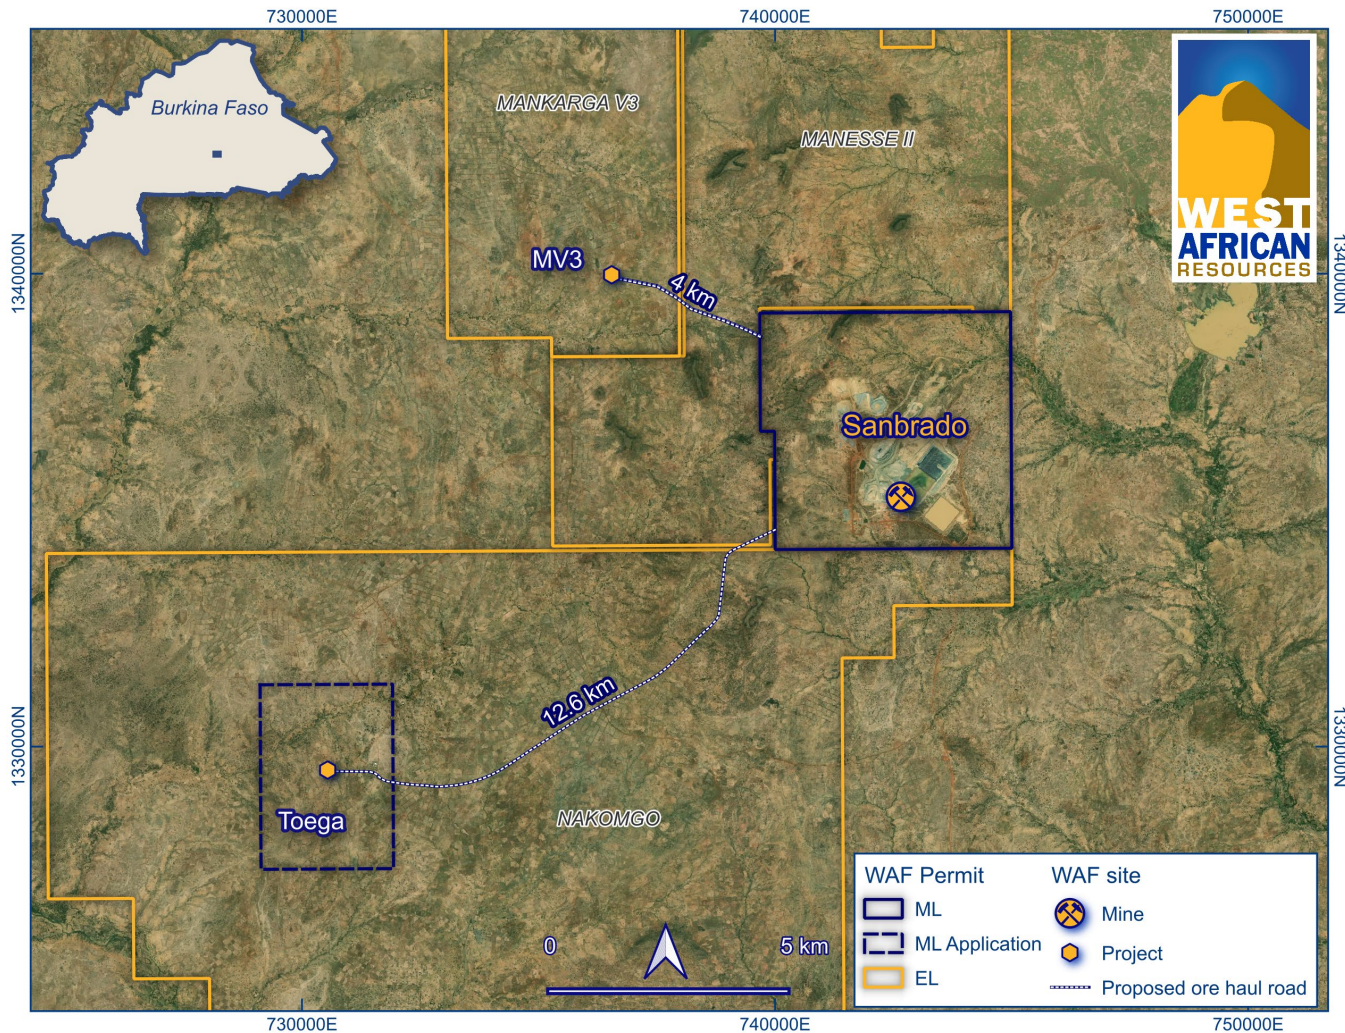 730000E
740000E
750000E
Burkina Faso
MANKARGA V3
MANESSE II
WEST
AFRICAN
RESOURCES
1340000N
1340000N
MV3
4 km
Sanbrado
12.6 km
1330000N
1330000N
Toega
NAKOMGO
0
5 km
WAF Permit
ML
ML Application
EL
WAF site
Mine
Project
Proposed ore haul road
730000E
740000E
750000E